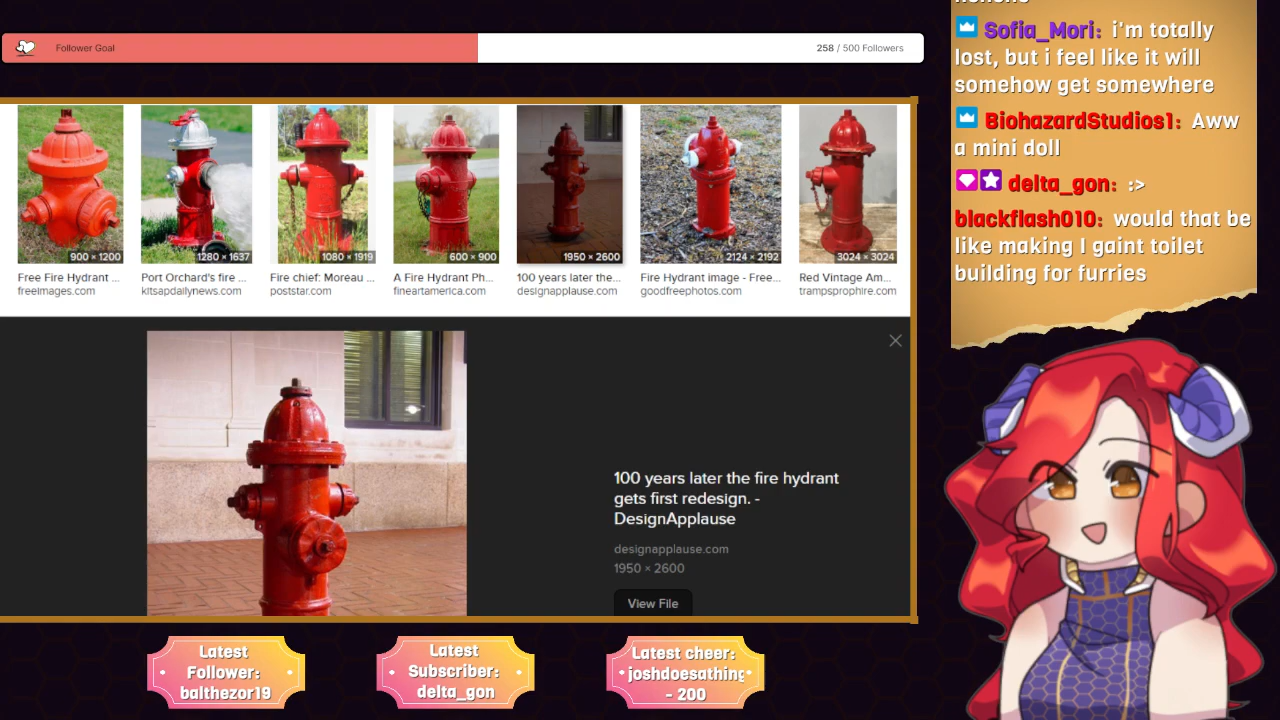 Follower Goal
258 / 500 Followers
900 × 1200
1280 × 1637
1080 × 1919
600 × 900
1950 × 2600
2124 × 2192
3024 × 3024
Free Fire Hydrant ...
freeimages.com
Port Orchard's fire ...
kitsapdailynews.com
Fire chief: Moreau ...
poststar.com
A Fire Hydrant Ph...
fineartamerica.com
100 years later the...
designapplause.com
Fire Hydrant image - Free...
goodfreephotos.com
Red Vintage Am...
trampsprophire.com
100 years later the fire hydrant
gets first redesign. -
DesignApplause
designapplause.com
1950 × 2600
View File
Latest
Follower:
balthezor19
Latest
Subscriber:
delta_gon
Latest cheer:
joshdoesathing
- 200
Sofia_Mori: i'm totally
lost, but i feel like it will
somehow get somewhere
BiohazardStudios1: Aww
a mini doll
delta_gon: :>
blackflash010: would that be
like making 1 gaint toilet
building for furries